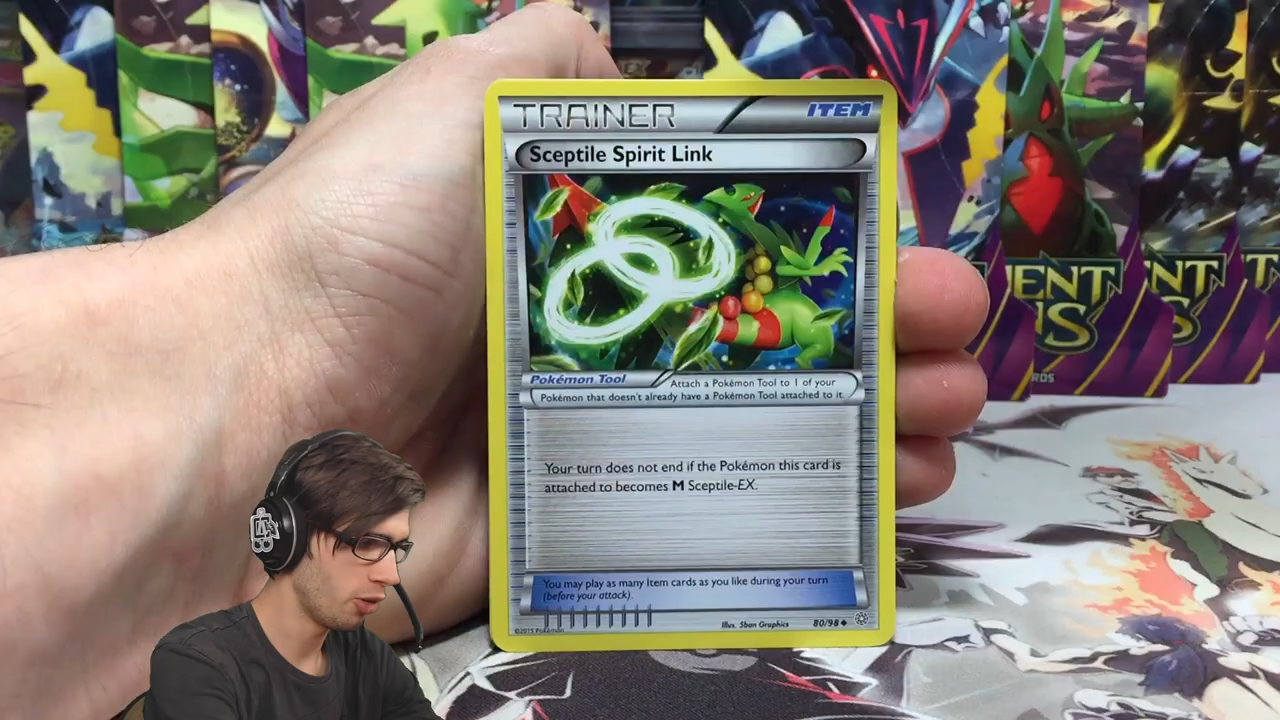 TRAINER
ITEM
Sceptile Spirit Link
Pokémon Tool
Attach a Pokémon Tool to 1 of your
Pokémon that doesn't already have a Pokémon Tool attached to it.
Your turn does not end if the Pokémon this card is
attached to becomes M Sceptile-EX.
You may play as many Item cards as you like during your turn
(before your attack).
©2015 Pokémon
Illus. 5ban Graphics
80/98
EX